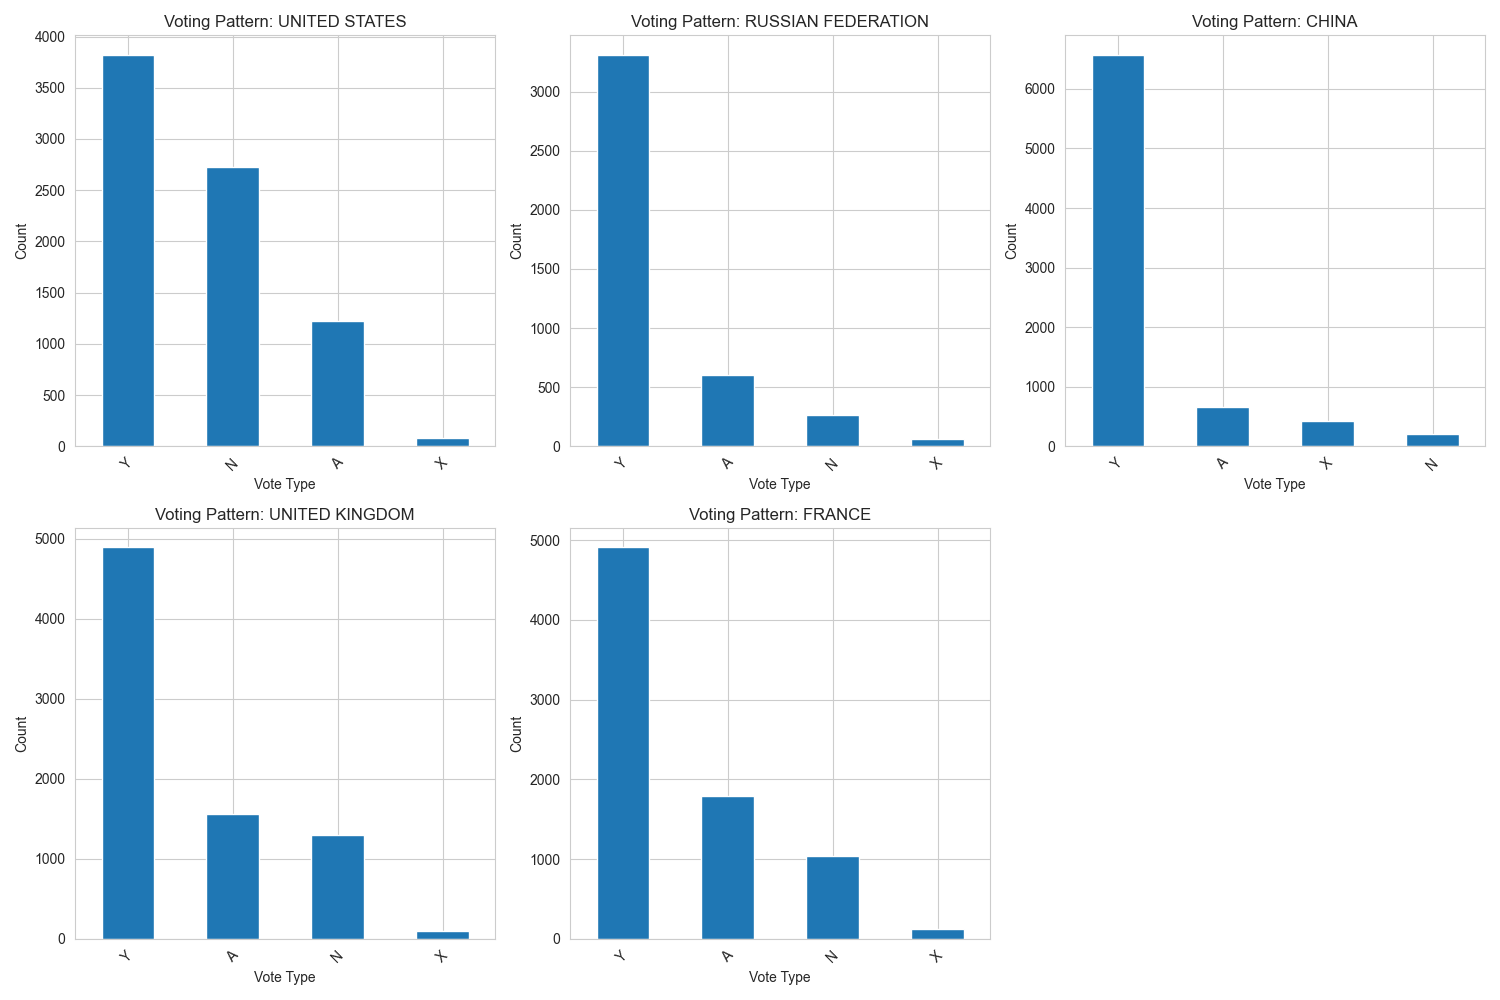 Voting Pattern: UNITED STATES
4000
3500
3000
2500
2000
1500
1000
500
0
Count
Y
N
A
X
Vote Type
Voting Pattern: RUSSIAN FEDERATION
3000
2500
2000
1500
1000
500
0
Count
Y
A
N
X
Vote Type
Voting Pattern: CHINA
6000
5000
4000
3000
2000
1000
0
Count
Y
A
X
N
Vote Type
Voting Pattern: UNITED KINGDOM
5000
4000
3000
2000
1000
0
Count
Y
A
N
X
Vote Type
Voting Pattern: FRANCE
5000
4000
3000
2000
1000
0
Count
Y
A
N
X
Vote Type